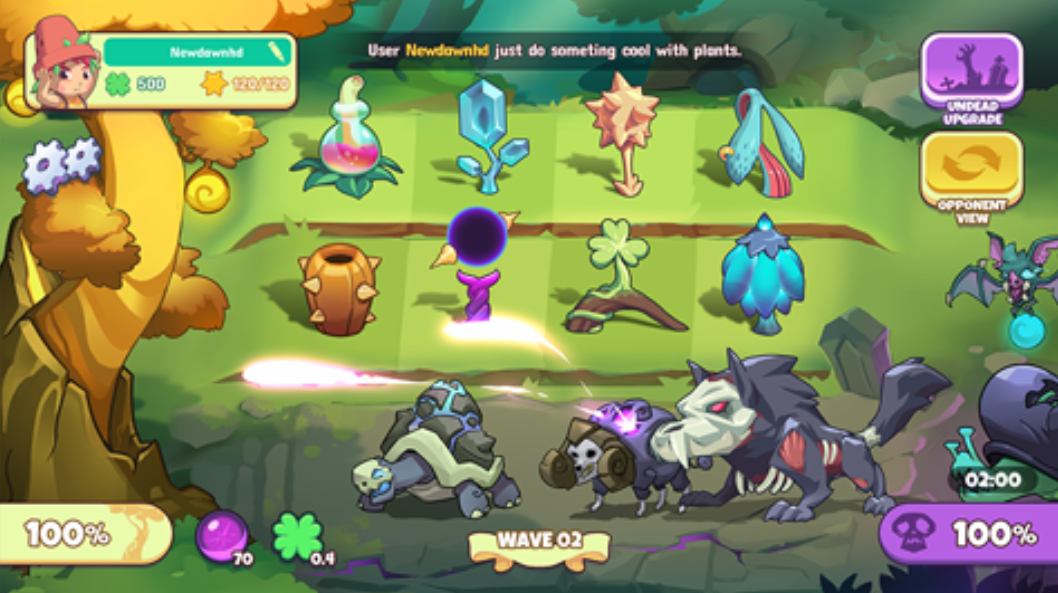 Newdawnhd
500
120/120
User Newdawnhd just do someting cool with plants.
UNDEAD
UPGRADE
OPPONENT
VIEW
02:00
100%
70
0.4
WAVE 02
100%